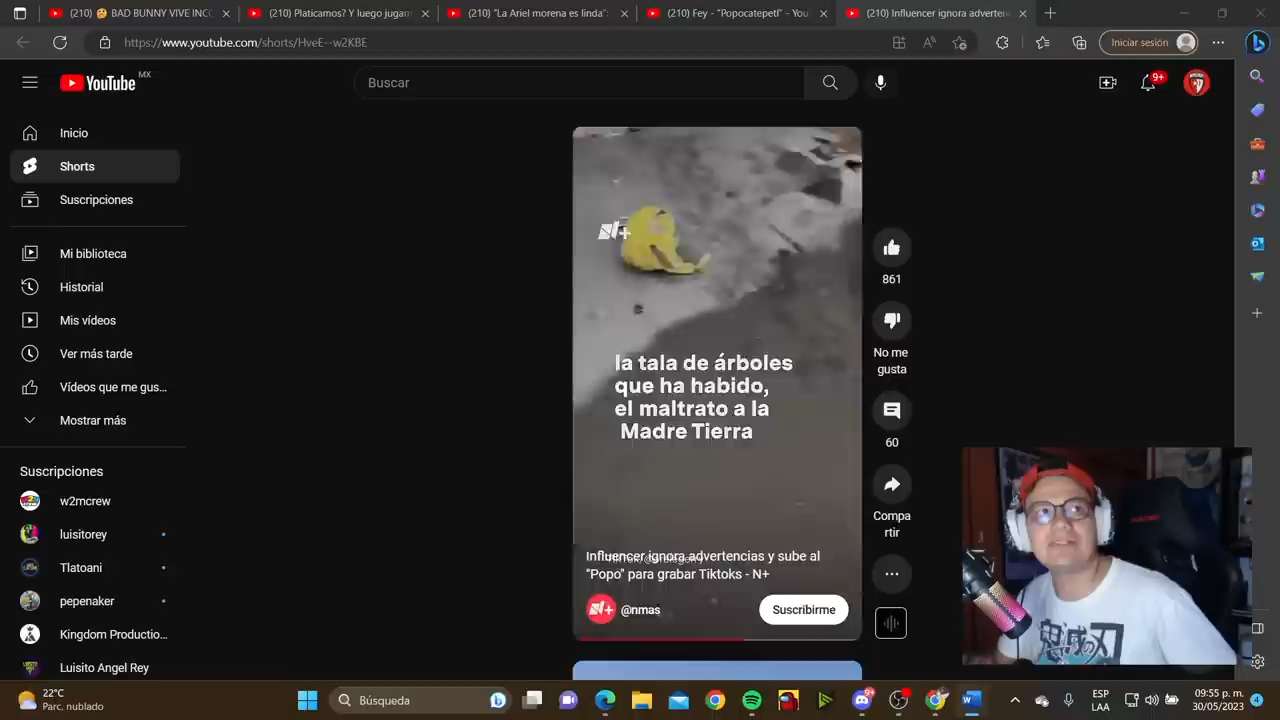 (210) 🤔 BAD BUNNY VIVE INC
(210) Platicamos? Y luego jugam
(210) "La Ariel morena es linda":
(210) Fey - "Popocatepetl" - You
(210) Influencer ignora adverten
https://www.youtube.com/shorts/HveE--w2KBE
Iniciar sesión
YouTube MX
Buscar
9+
Inicio
Shorts
Suscripciones
Mi biblioteca
Historial
Mis vídeos
Ver más tarde
Vídeos que me gus...
Mostrar más
Suscripciones
w2mcrew
luisitorey
Tlatoani
pepenaker
Kingdom Productio...
Luisito Angel Rey
N+
la tala de árboles
que ha habido,
el maltrato a la
Madre Tierra
Influencer ignora advertencias y sube al
"Popo" para grabar Tiktoks - N+
@nmas
Suscribirme
861
No me
gusta
60
Compa
rtir
22°C
Parc. nublado
Búsqueda
ESP
LAA
09:55 p. m.
30/05/2023
4